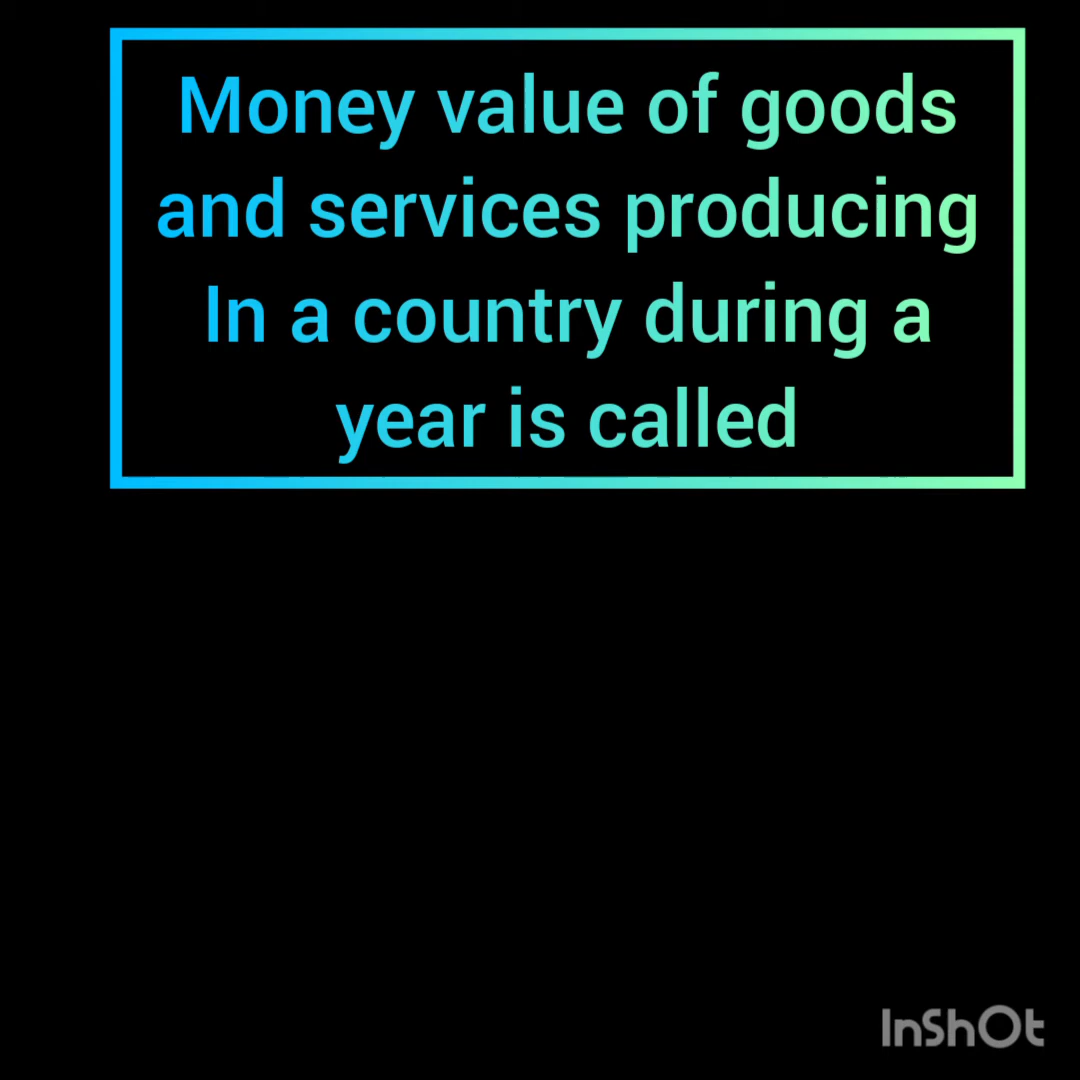 Money value of goods
and services producing
In a country during a
year is called
InShOt